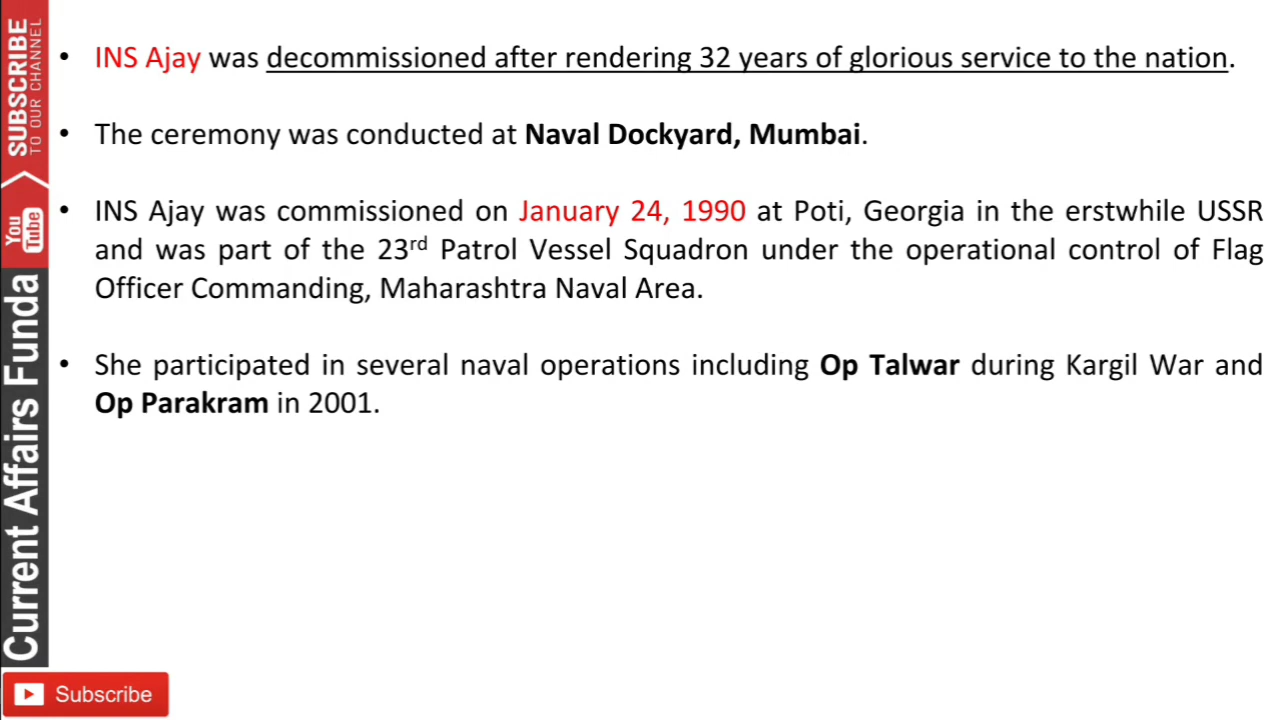 • INS Ajay was decommissioned after rendering 32 years of glorious service to the nation.
• The ceremony was conducted at Naval Dockyard, Mumbai.
• INS Ajay was commissioned on January 24, 1990 at Poti, Georgia in the erstwhile USSR
and was part of the 23rd Patrol Vessel Squadron under the operational control of Flag
Officer Commanding, Maharashtra Naval Area.
• She participated in several naval operations including Op Talwar during Kargil War and
Op Parakram in 2001.
SUBSCRIBE
TO OUR CHANNEL
You
Tube
Current Affairs Funda
Subscribe